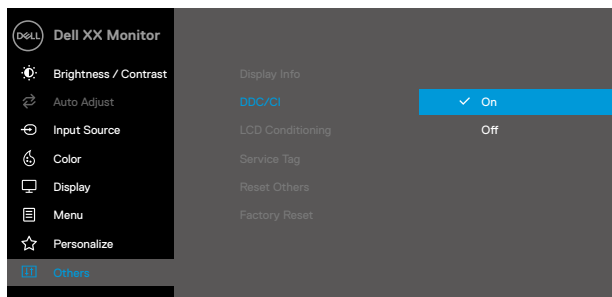 DELL
Dell XX Monitor
Brightness / Contrast
Auto Adjust
Input Source
Color
Display
Menu
Personalize
Others
Display Info
DDC/CI
LCD Conditioning
Service Tag
Reset Others
Factory Reset
On
Off